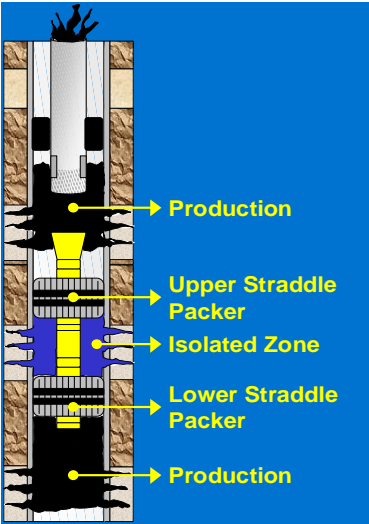 Production
Upper Straddle
Packer
Isolated Zone
Lower Straddle
Packer
Production